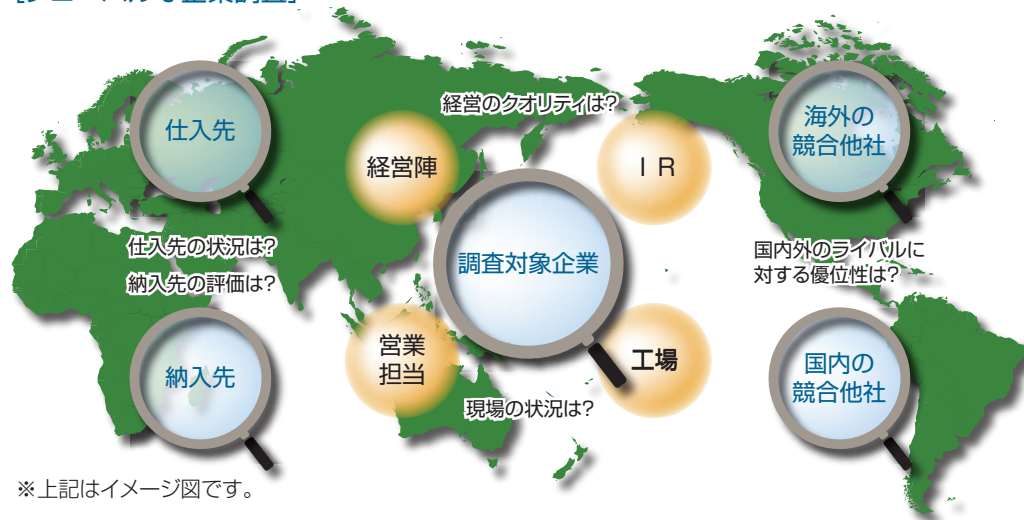 経営のクオリティは?
仕入先
経営陣
I R
海外の
競合他社
仕入先の状況は?
納入先の評価は?
調査対象企業
国内外のライバルに
対する優位性は?
納入先
営業
担当
工場
国内の
競合他社
現場の状況は?
※上記はイメージ図です。